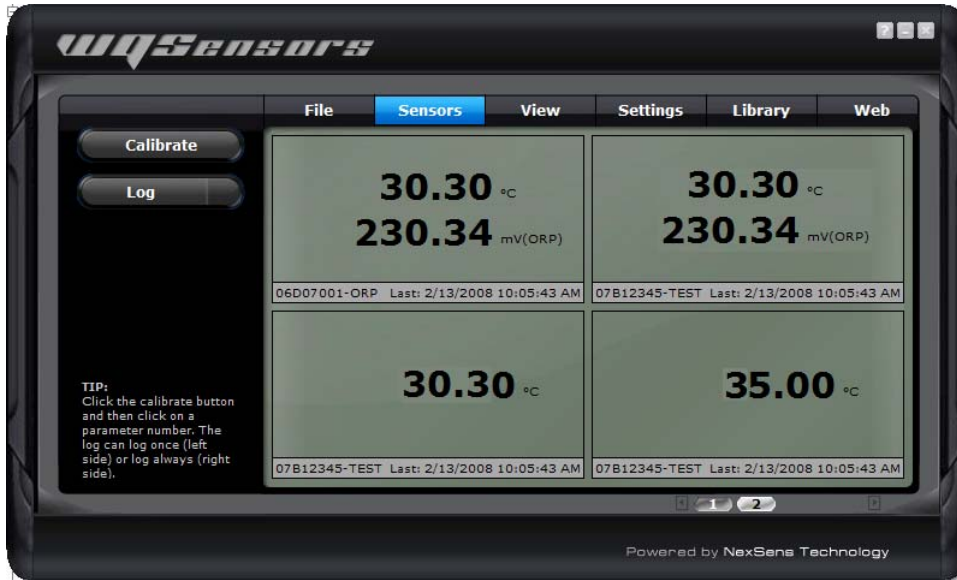 WQSensors
? - x
File Sensors View Settings Library Web
Calibrate
Log
30.30 °C
230.34 mV(ORP)
06D07001-ORP Last: 2/13/2008 10:05:43 AM
30.30 °C
230.34 mV(ORP)
07B12345-TEST Last: 2/13/2008 10:05:43 AM
30.30 °C
07B12345-TEST Last: 2/13/2008 10:05:43 AM
35.00 °C
07B12345-TEST Last: 2/13/2008 10:05:43 AM
TIP:
Click the calibrate button
and then click on a
parameter number. The
log can log once (left
side) or log always (right
side).
1 2
Powered by NexSens Technology